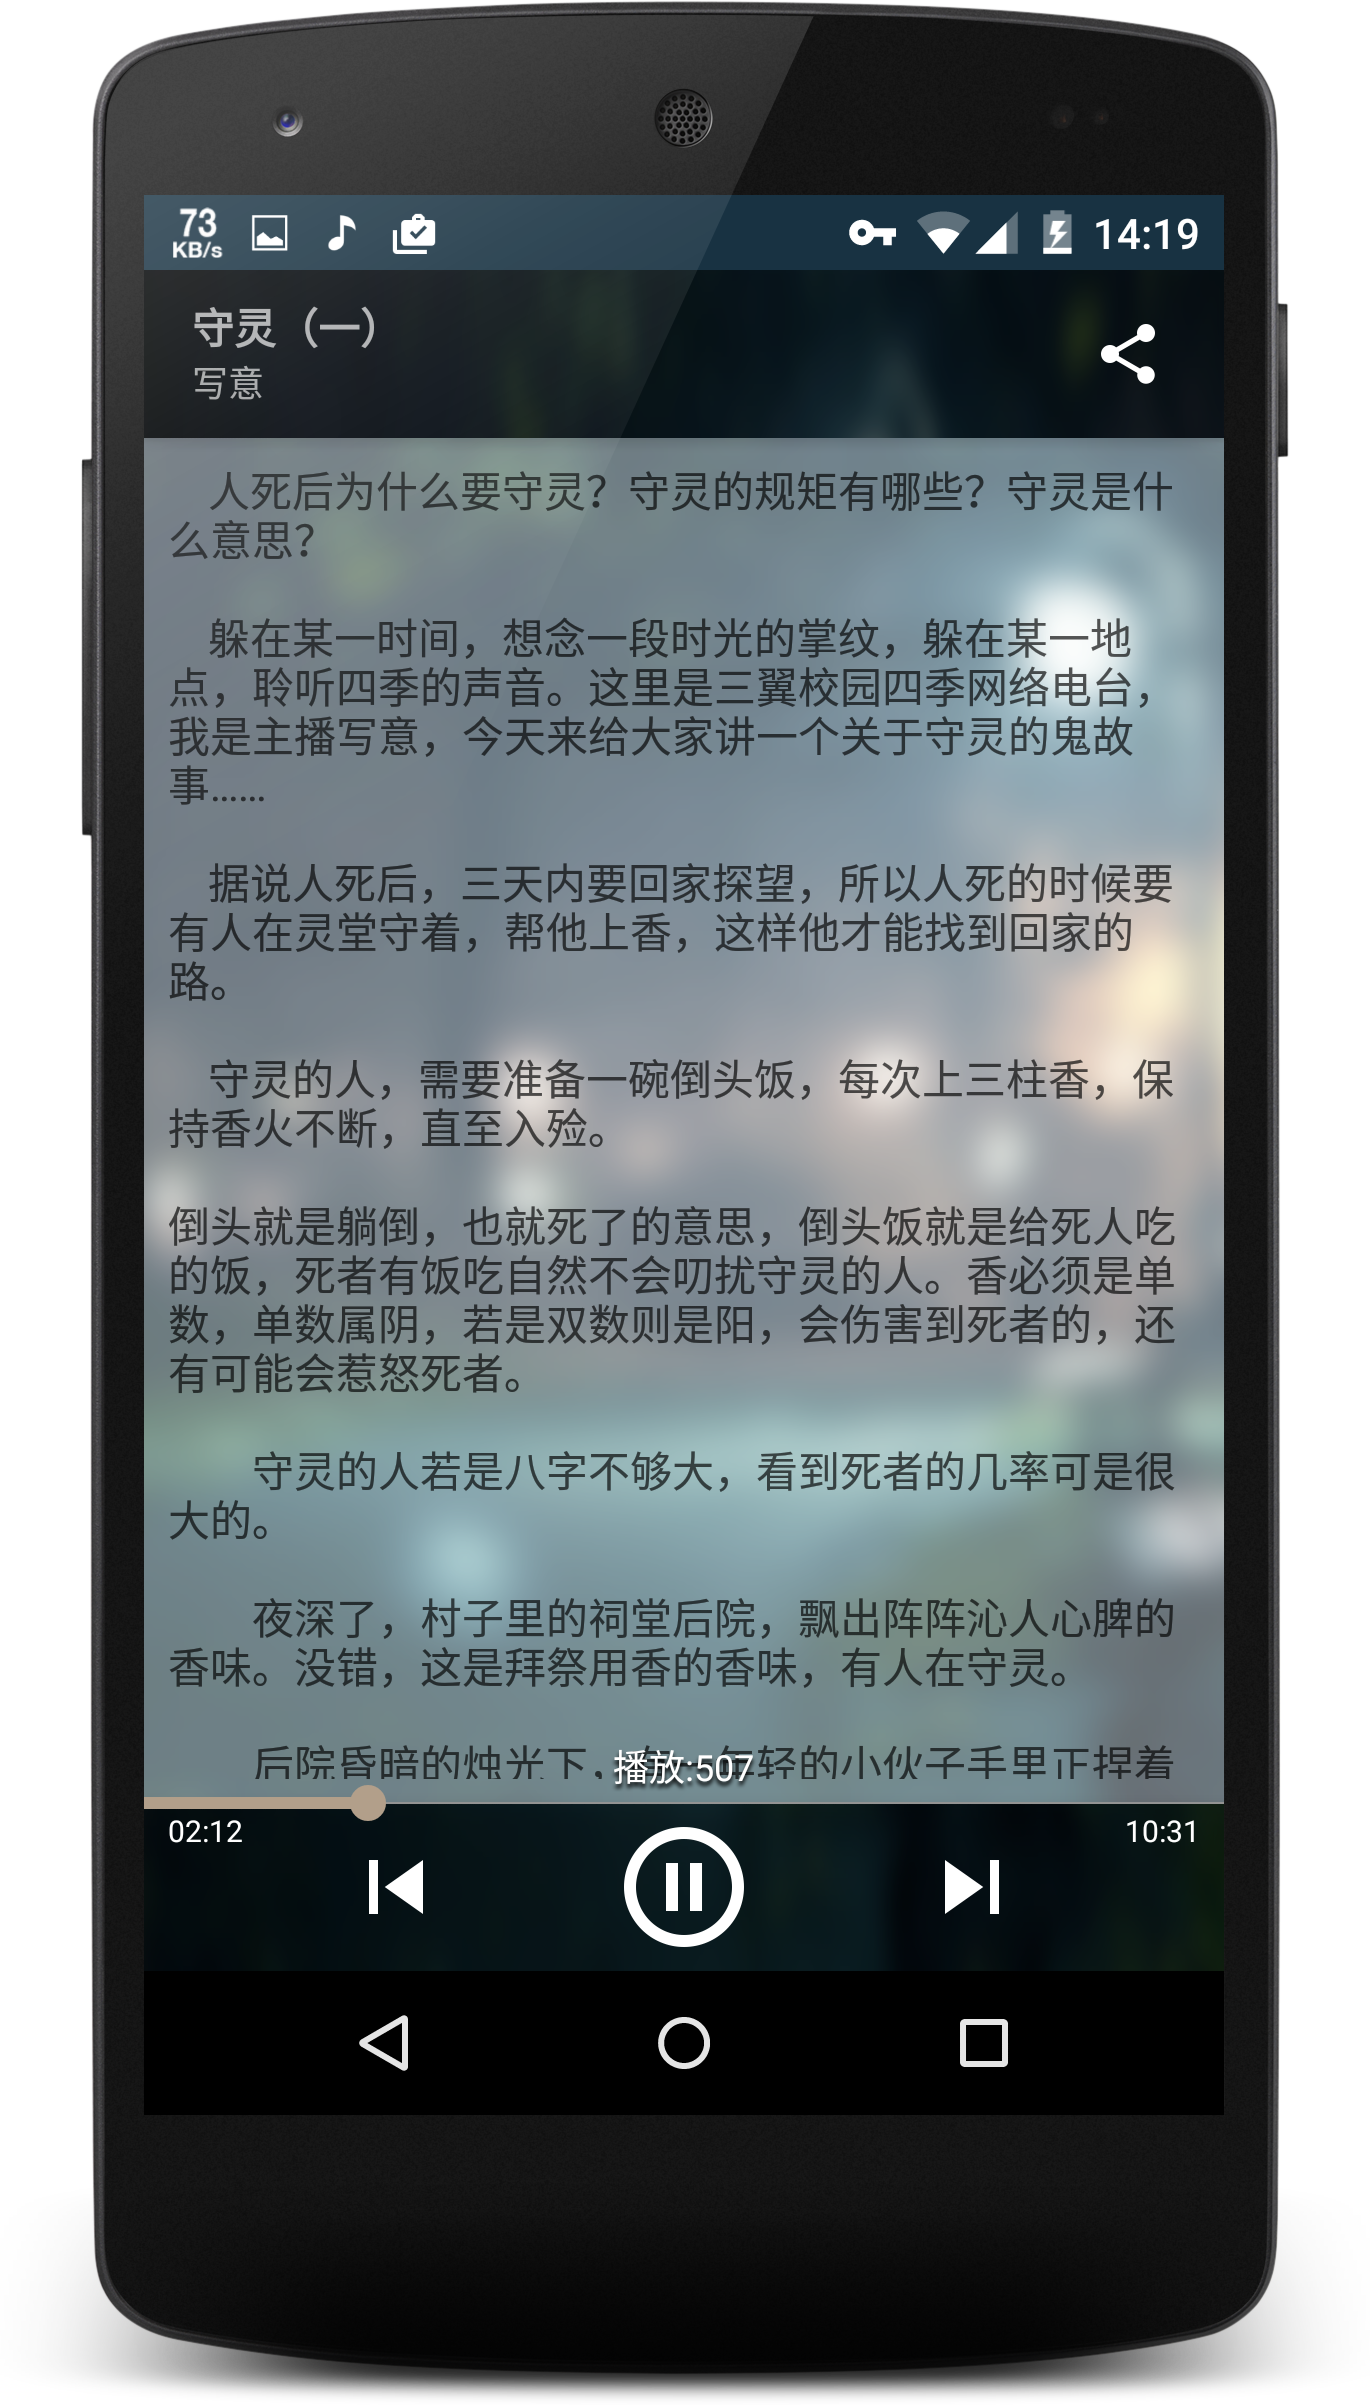 73
KB/s
14:19
守灵（一）
写意
人死后为什么要守灵？守灵的规矩有哪些？守灵是什
么意思？
躲在某一时间，想念一段时光的掌纹，躲在某一地
点，聆听四季的声音。这里是三翼校园四季网络电台，
我是主播写意，今天来给大家讲一个关于守灵的鬼故
事……
据说人死后，三天内要回家探望，所以人死的时候要
有人在灵堂守着，帮他上香，这样他才能找到回家的
路。
守灵的人，需要准备一碗倒头饭，每次上三柱香，保
持香火不断，直至入殓。
倒头就是躺倒，也就死了的意思，倒头饭就是给死人吃
的饭，死者有饭吃自然不会叨扰守灵的人。香必须是单
数，单数属阴，若是双数则是阳，会伤害到死者的，还
有可能会惹怒死者。
守灵的人若是八字不够大，看到死者的几率可是很
大的。
夜深了，村子里的祠堂后院，飘出阵阵沁人心脾的
香味。没错，这是拜祭用香的香味，有人在守灵。
后院昏暗的烛光下，年轻的小伙子手里正捏着
播放:507
02:12
10:31